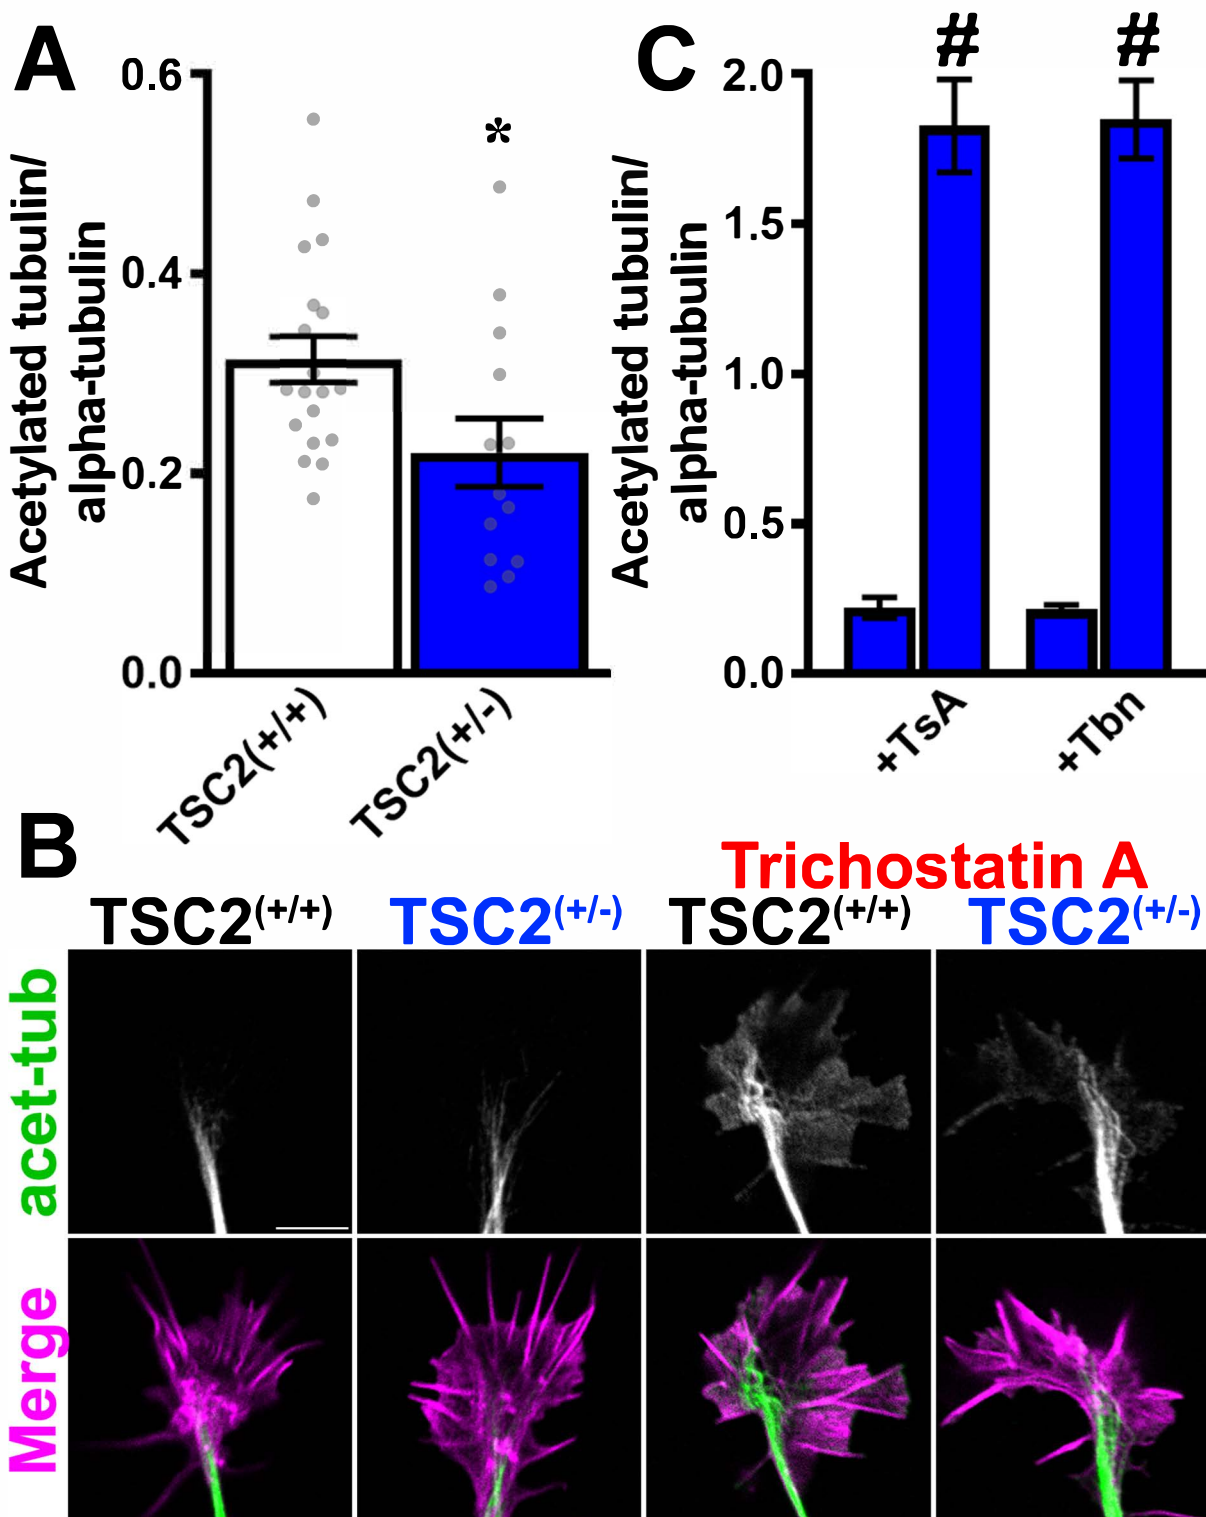 A
Acetylated tubulin/
alpha-tubulin
0.6
0.4
0.2
0.0
*
TSC2(+/+)
TSC2(+/-)
C
Acetylated tubulin/
alpha-tubulin
2.0
1.5
1.0
0.5
0.0
# #
+TsA
+Tbn
B
Trichostatin A
TSC2(+/+) TSC2(+/-) TSC2(+/+) TSC2(+/-)
acet-tub
Merge